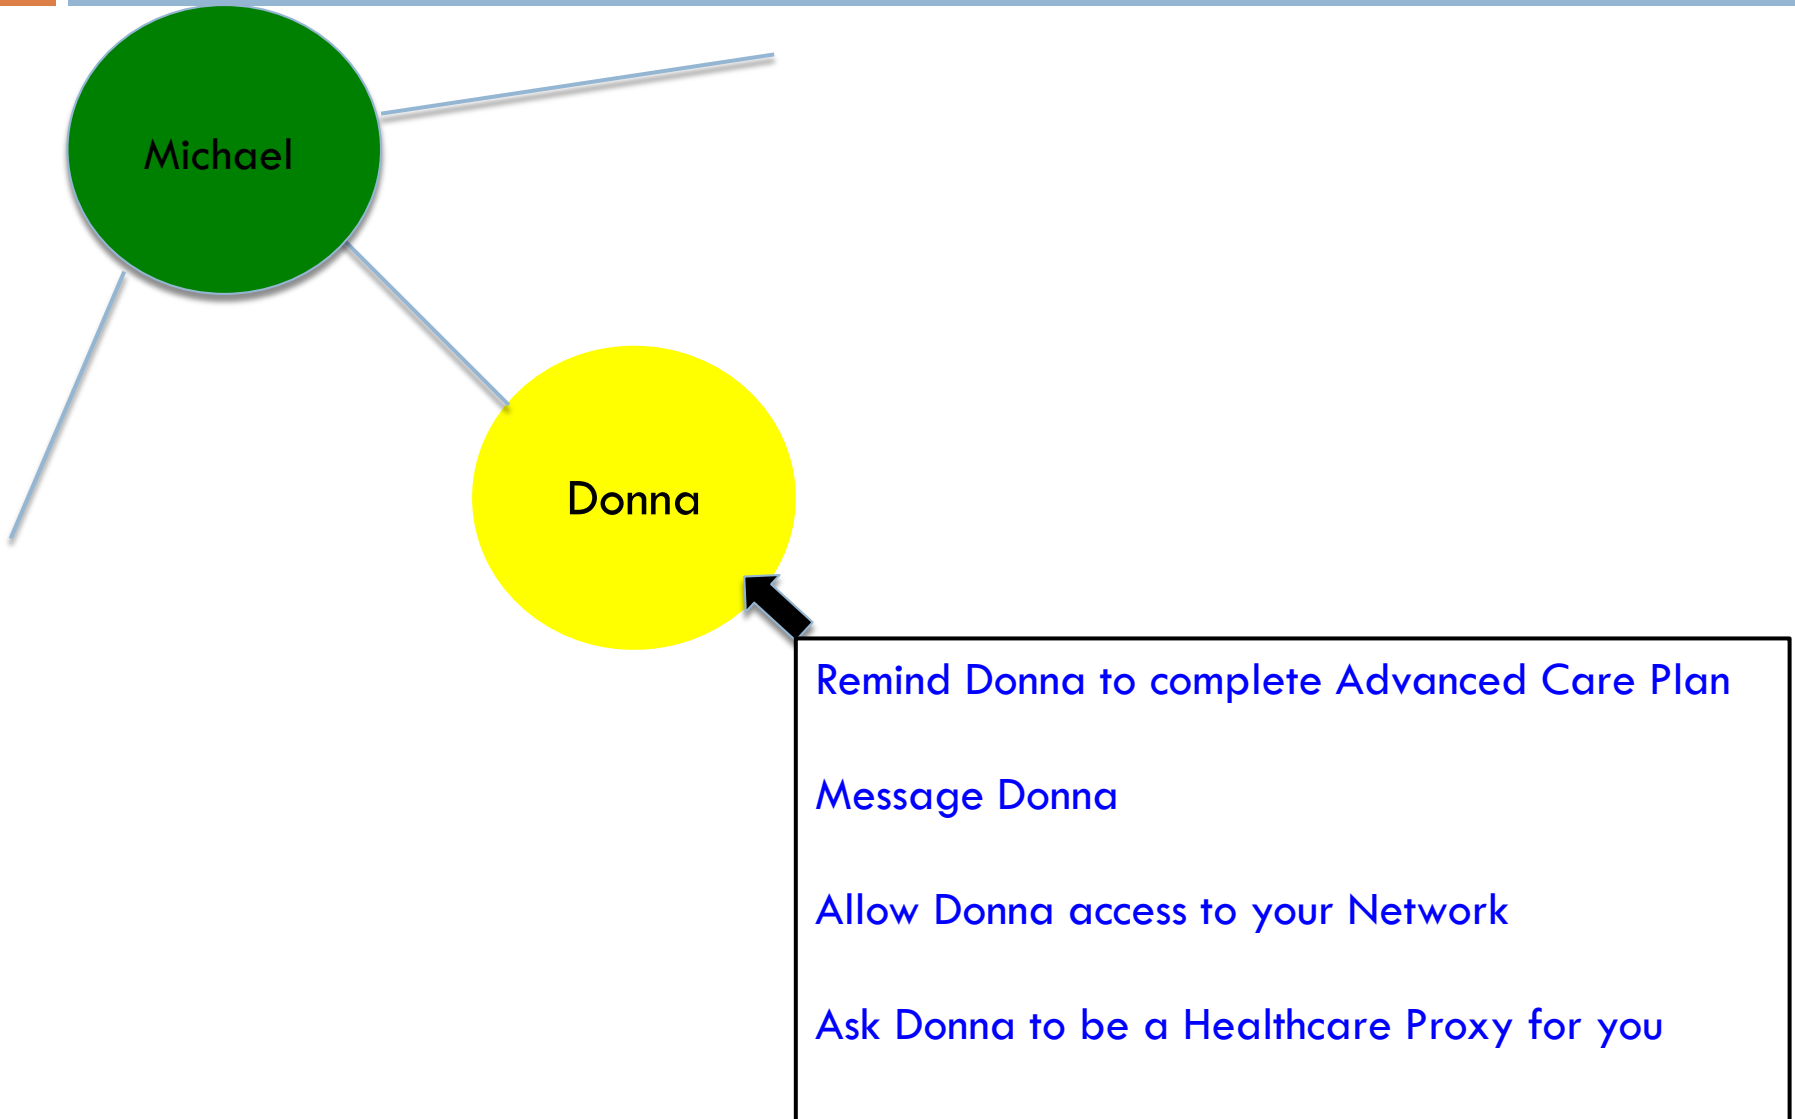 Michael
Donna
Remind Donna to complete Advanced Care Plan
Message Donna
Allow Donna access to your Network
Ask Donna to be a Healthcare Proxy for you